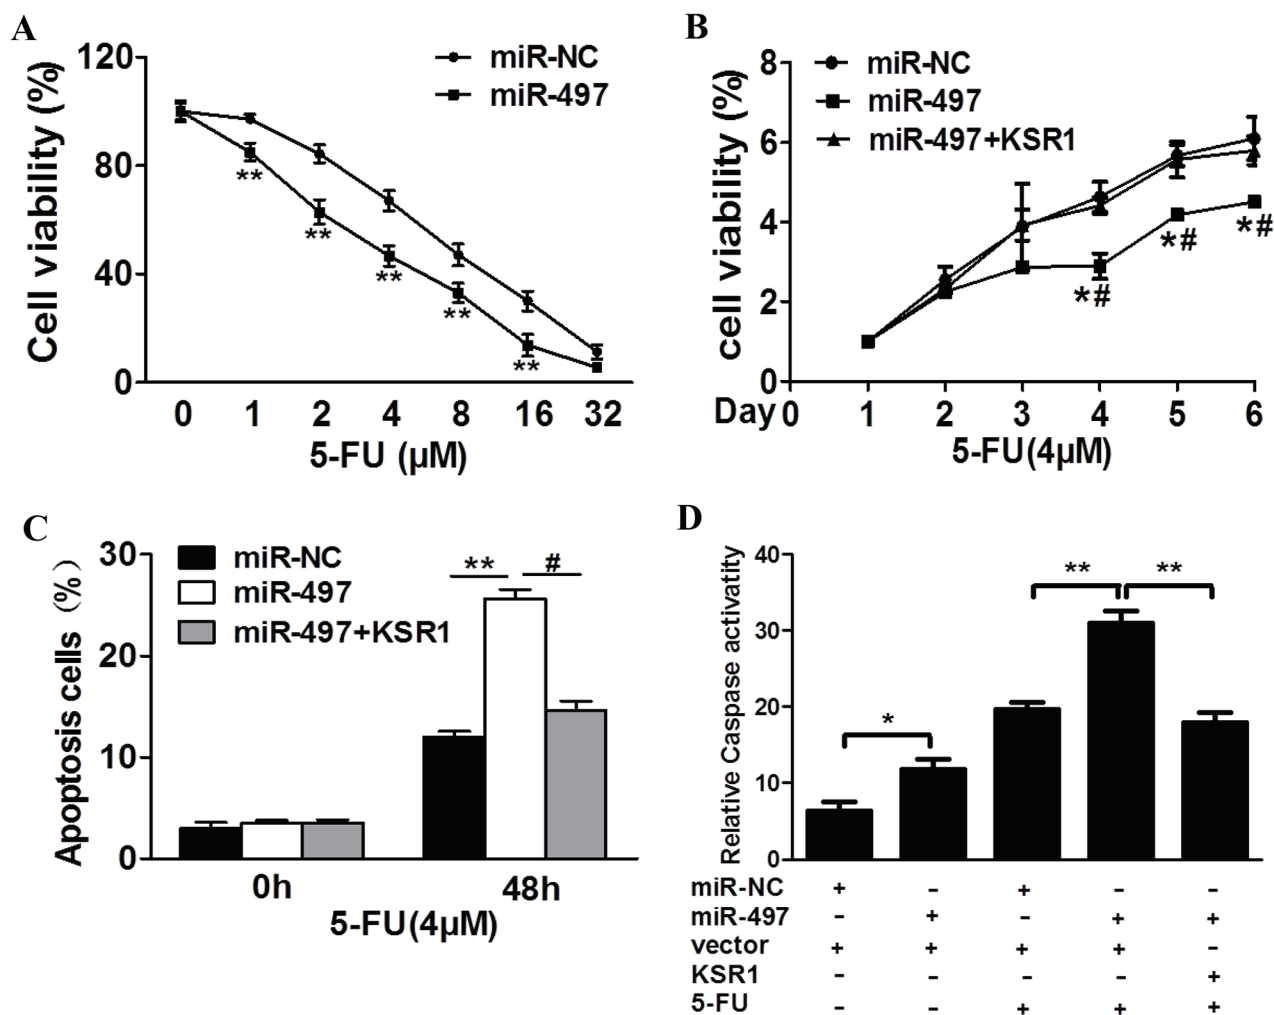 A
Cell viability (%)
120
80
40
0
miR-NC
miR-497
**
**
**
**
**
0 1 2 4 8 16 32
5-FU (µM)
B
cell viability (%)
8
6
4
2
0
miR-NC
miR-497
miR-497+KSR1
*#
*#
*#
Day 0 1 2 3 4 5 6
5-FU(4µM)
C
Apoptosis cells (%)
30
20
10
0
miR-NC
miR-497
miR-497+KSR1
** #
0h 48h
5-FU(4µM)
D
Relative Caspase activatity
40
30
20
10
0
*
** **
miR-NC + - + - -
miR-497 - + - + +
vector + + + + -
KSR1 - - - - +
5-FU - - + + +